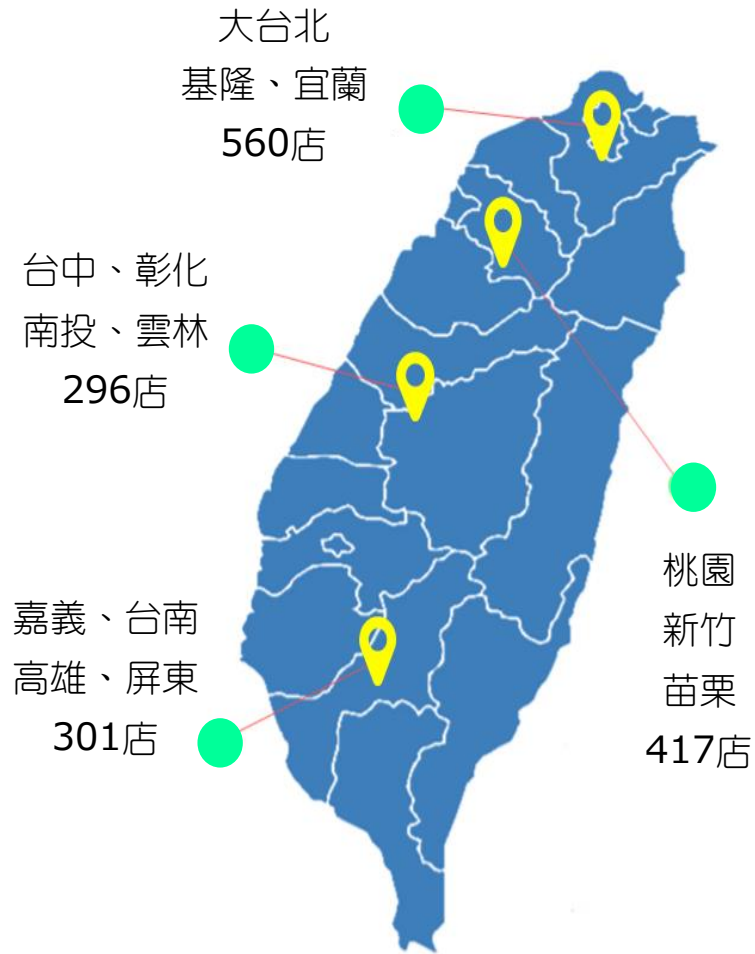 大台北
基隆、宜蘭
560店
台中、彰化
南投、雲林
296店
嘉義、台南
高雄、屏東
301店
桃園
新竹
苗栗
417店